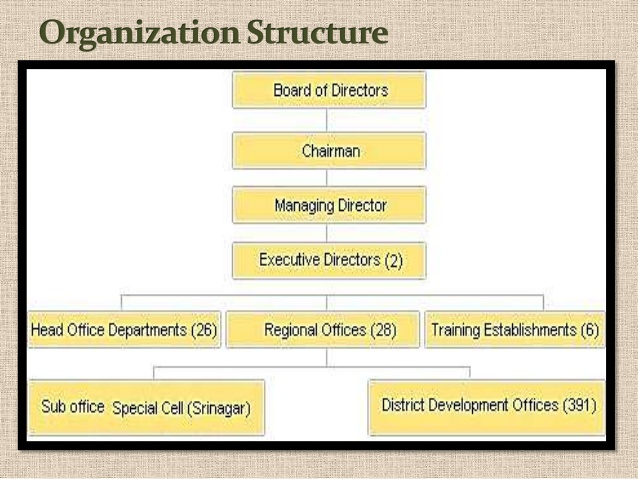 Organization Structure
Board of Directors
Chairman
Managing Director
Executive Directors (2)
Head Office Departments (26)
Regional Offices (28)
Training Establishments (6)
Sub office Special Cell (Srinagar)
District Development Offices (391)